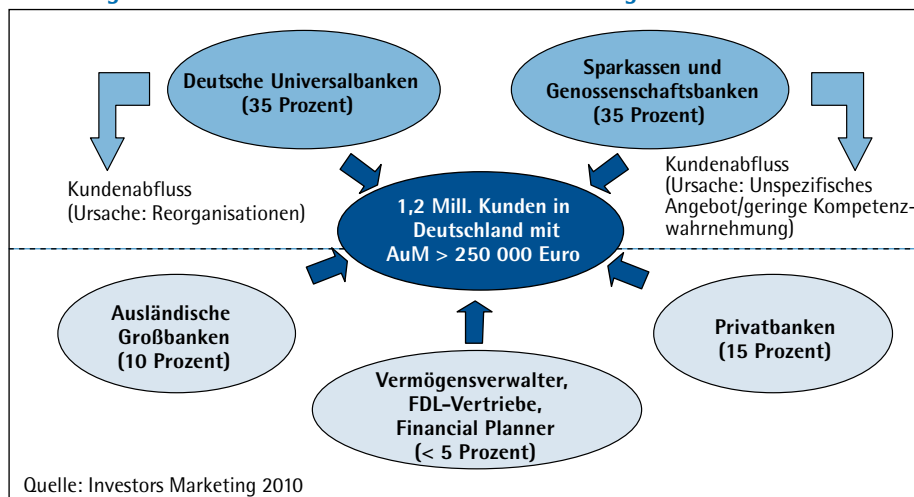 Deutsche Universalbanken
(35 Prozent)
Sparkassen und
Genossenschaftsbanken
(35 Prozent)
Kundenabfluss
(Ursache: Reorganisationen)
Kundenabfluss
(Ursache: Unspezifisches
Angebot/geringe Kompetenz-
wahrnehmung)
1,2 Mill. Kunden in
Deutschland mit
AuM > 250 000 Euro
Ausländische
Großbanken
(10 Prozent)
Privatbanken
(15 Prozent)
Vermögensverwalter,
FDL-Vertriebe,
Financial Planner
(< 5 Prozent)
Quelle: Investors Marketing 2010